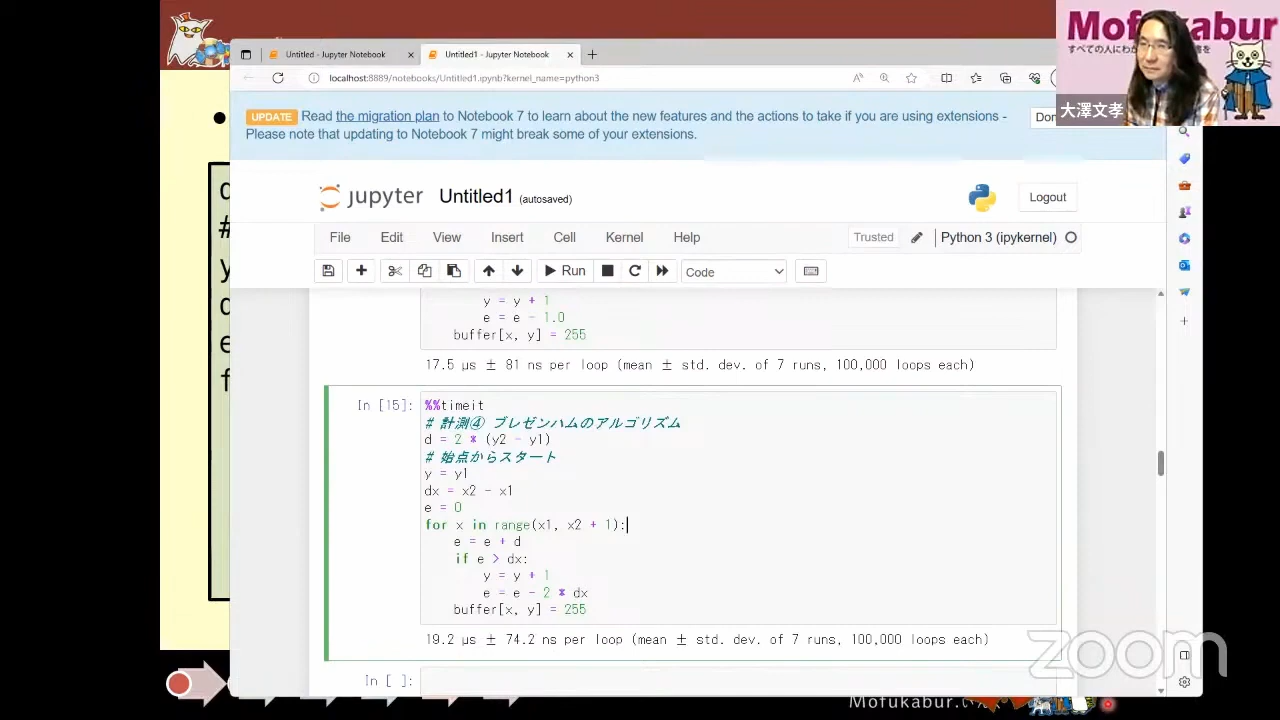 Mofukabur
すべての人にわか
大澤文孝
Untitled - Jupyter Notebook
Untitled1 - Jupyter Notebook
localhost:8889/notebooks/Untitled1.ipynb?kernel_name=python3
UPDATE Read the migration plan to Notebook 7 to learn about the new features and the actions to take if you are using extensions -
Please note that updating to Notebook 7 might break some of your extensions.
jupyter Untitled1 (autosaved)
Logout
File Edit View Insert Cell Kernel Help
Trusted Python 3 (ipykernel)
Run Code
y = y + 1
e = e - 1.0
buffer[x, y] = 255
17.5 μs ± 81 ns per loop (mean ± std. dev. of 7 runs, 100,000 loops each)
In [15]: %%timeit
# 計測④ ブレゼンハムのアルゴリズム
d = 2 * (y2 - y1)
# 始点からスタート
y = y1
dx = x2 - x1
e = 0
for x in range(x1, x2 + 1):
e = e + d
if e > dx:
y = y + 1
e = e - 2 * dx
buffer[x, y] = 255
19.2 μs ± 74.2 ns per loop (mean ± std. dev. of 7 runs, 100,000 loops each)
In [ ]:
zoom
Mofukabur.